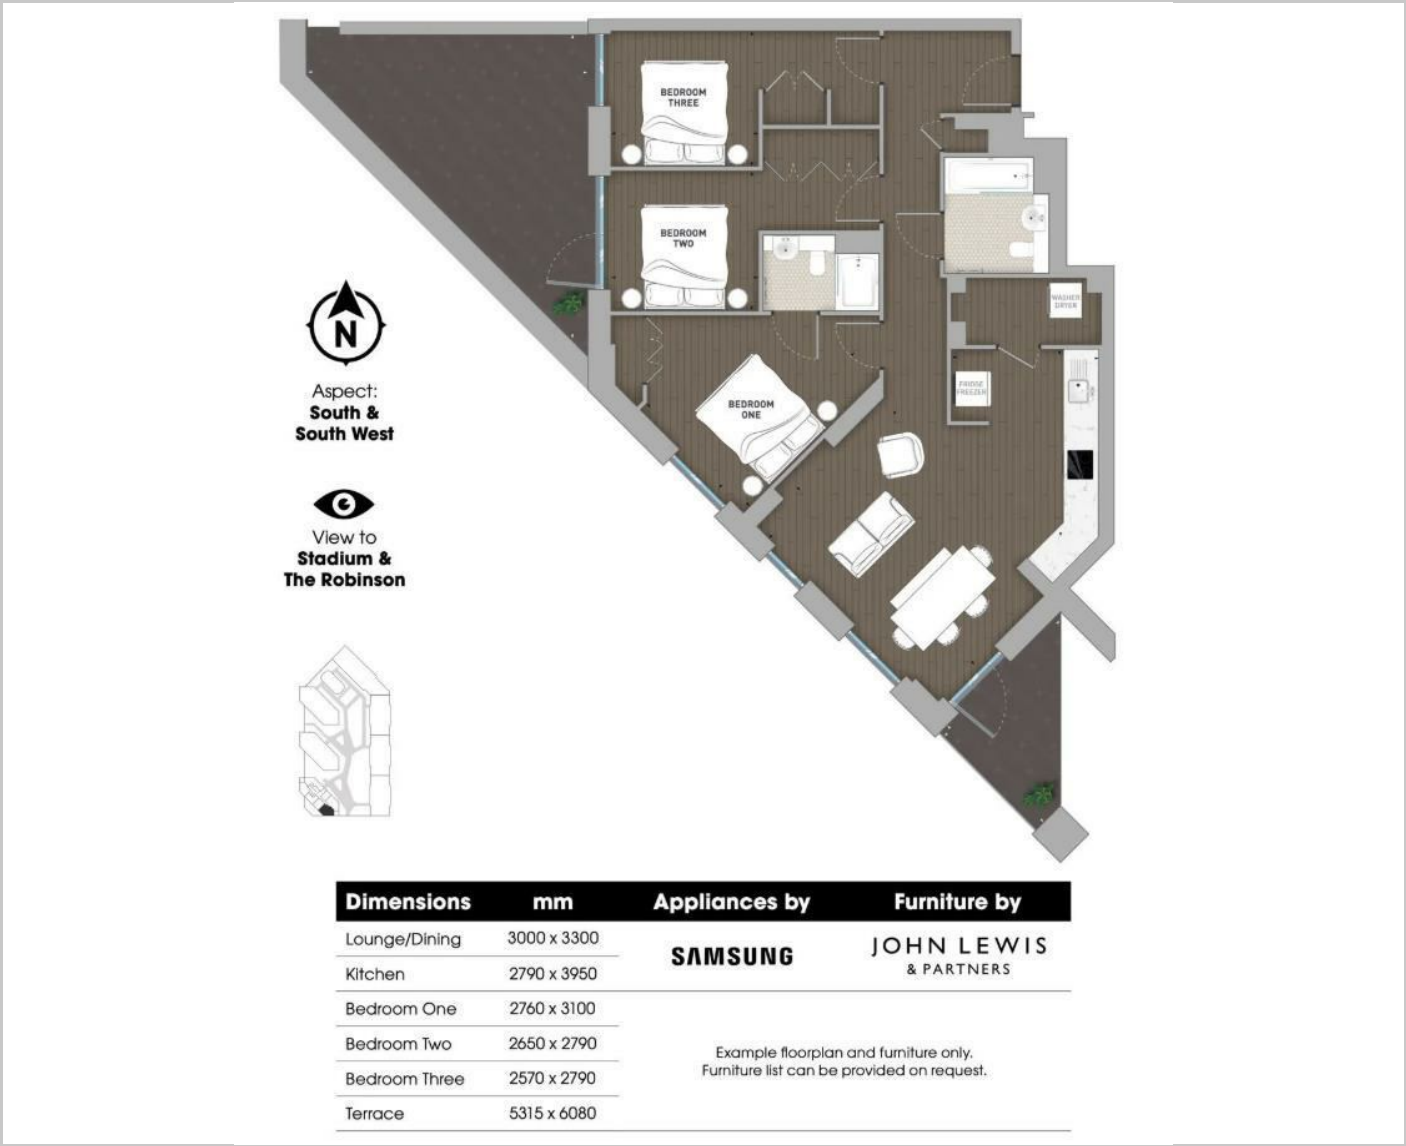 BEDROOM
THREE
BEDROOM
TWO
WASHER
DRYER
FRIDGE
FREEZER
BEDROOM
ONE
N
Aspect:
South &
South West
View to
Stadium &
The Robinson
Dimensions mm Appliances by Furniture by
Lounge/Dining 3000 x 3300
SAMSUNG
JOHN LEWIS
& PARTNERS
Kitchen 2790 x 3950
Bedroom One 2760 x 3100
Bedroom Two 2650 x 2790
Bedroom Three 2570 x 2790
Terrace 5315 x 6080
Example floorplan and furniture only.
Furniture list can be provided on request.